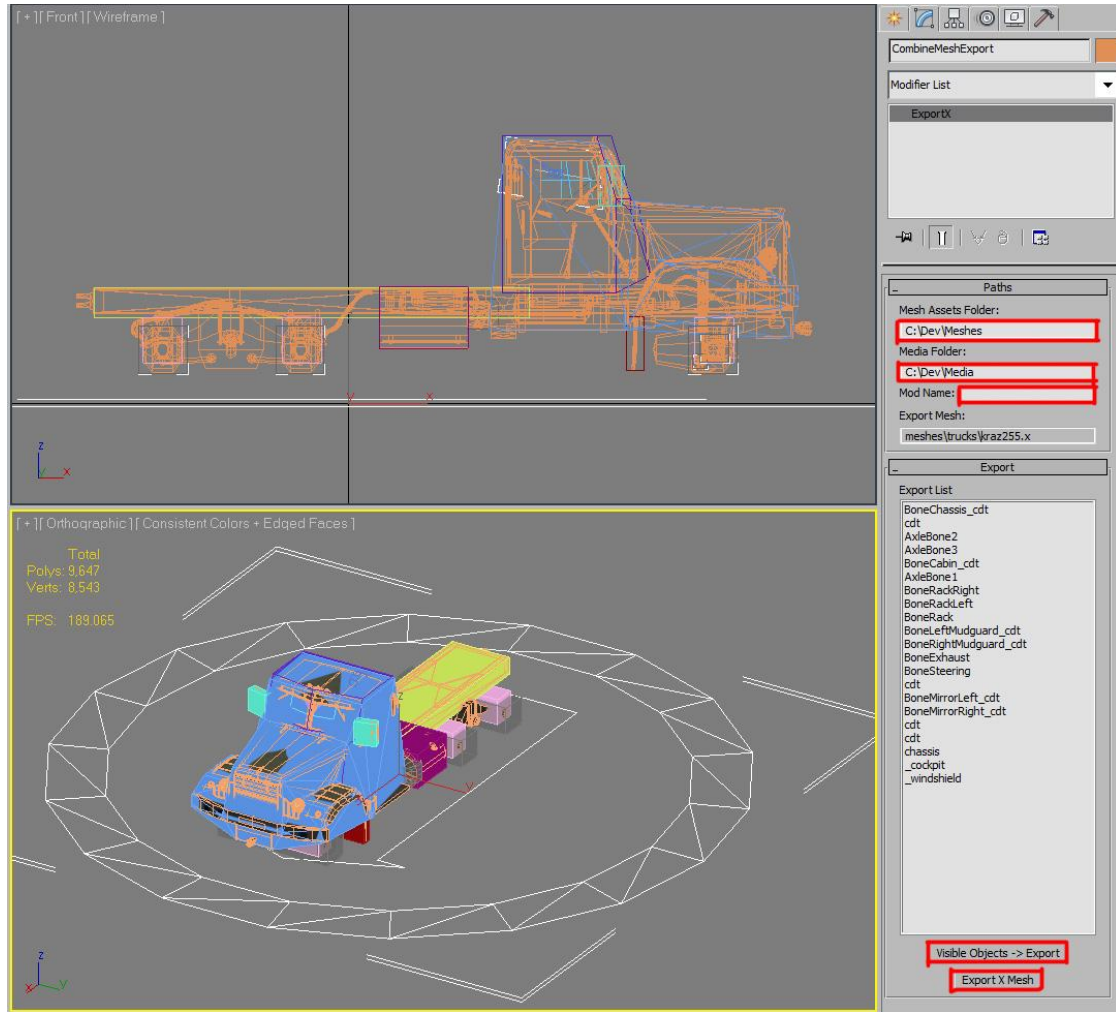 [ + ][ Front ][ Wireframe ]
z
y
x
y
x
[ + ][ Orthographic ][ Consistent Colors + Edged Faces ]
Total
Polys: 9,647
Verts: 8,543
FPS: 189.065
z
y
z
x
y
CombineMeshExport
Modifier List
ExportX
Paths
Mesh Assets Folder:
C:\Dev\Meshes
Media Folder:
C:\Dev\Media
Mod Name:
Export Mesh:
meshes\trucks\kraz255.x
Export
Export List
BoneChassis_cdt
cdt
AxleBone2
AxleBone3
BoneCabin_cdt
AxleBone1
BoneRackRight
BoneRackLeft
BoneRack
BoneLeftMudguard_cdt
BoneRightMudguard_cdt
BoneExhaust
BoneSteering
cdt
BoneMirrorLeft_cdt
BoneMirrorRight_cdt
cdt
cdt
chassis
_cockpit
_windshield
Visible Objects -> Export
Export X Mesh